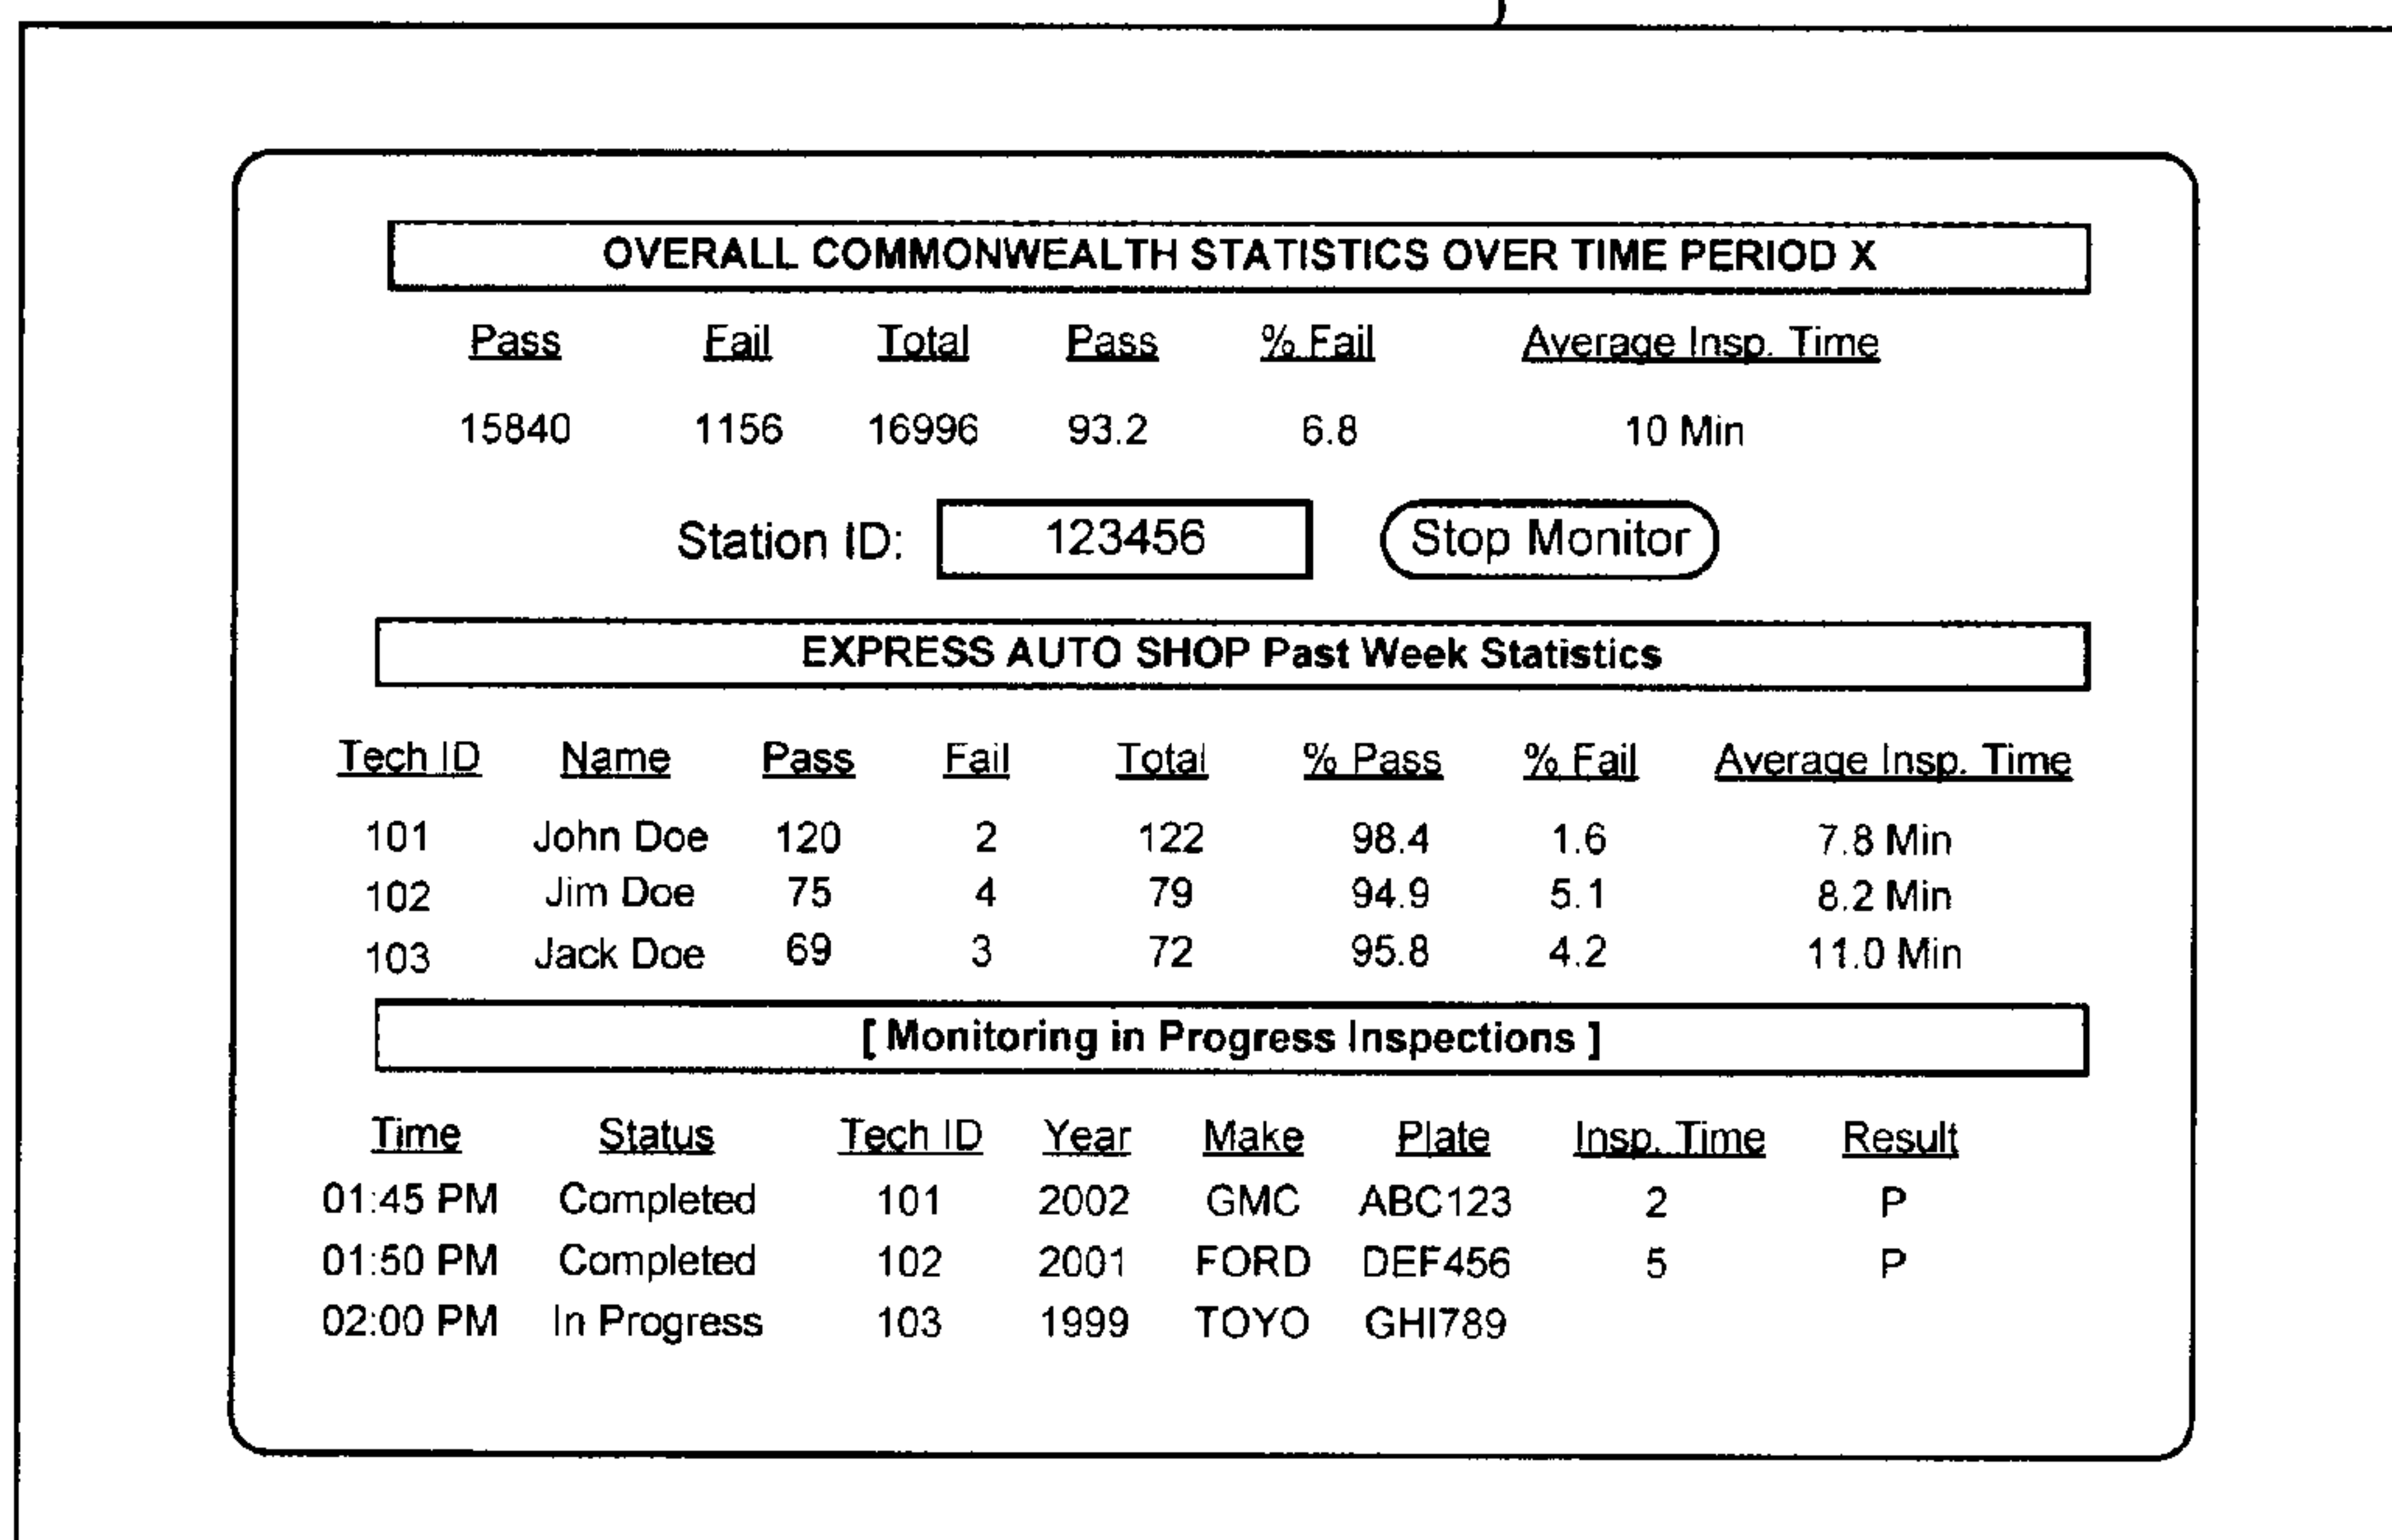 OVERALL COMMONWEALTH STATISTICS OVER TIME PERIOD X
Pass Fail Total Pass % Fail Average Insp. Time
15840 1156 16996 93.2 6.8 10 Min
Station ID: 123456 Stop Monitor
EXPRESS AUTO SHOP Past Week Statistics
Tech ID Name Pass Fail Total % Pass % Fail Average Insp. Time
101 John Doe 120 2 122 98.4 1.6 7.8 Min
102 Jim Doe 75 4 79 94.9 5.1 8.2 Min
103 Jack Doe 69 3 72 95.8 4.2 11.0 Min
[ Monitoring in Progress Inspections ]
Time Status Tech ID Year Make Plate Insp. Time Result
01:45 PM Completed 101 2002 GMC ABC123 2 P
01:50 PM Completed 102 2001 FORD DEF456 5 P
02:00 PM In Progress 103 1999 TOYO GHI789